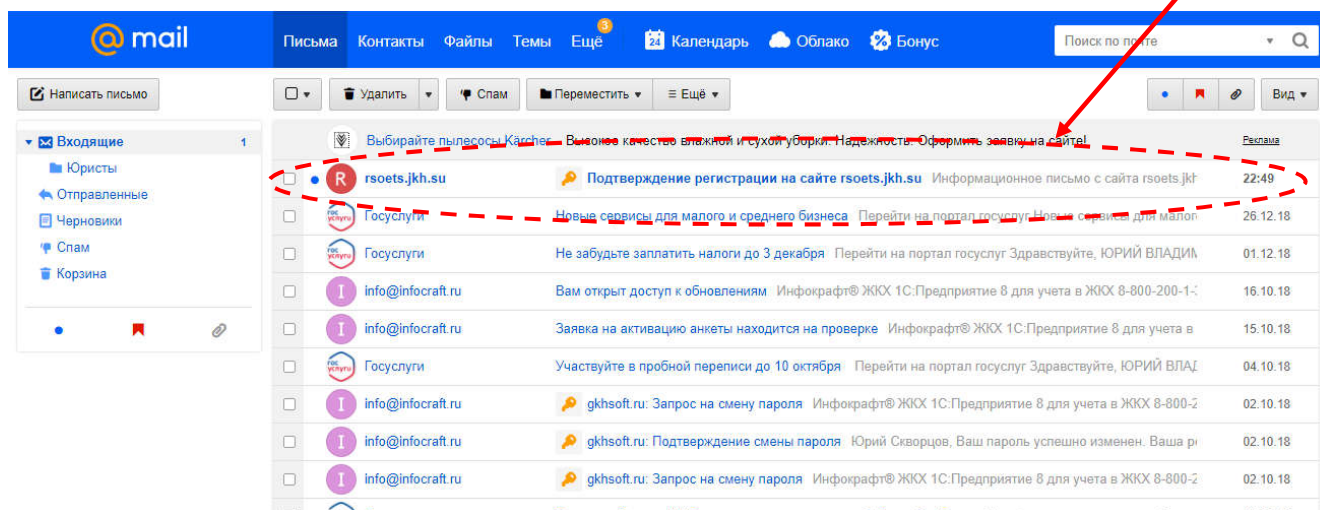 mail
Письма Контакты Файлы Темы Ещё 3 24 Календарь Облако Бонус Поиск по почте
Написать письмо Удалить Спам Переместить Ещё Вид
Входящие 1
Юристы
Отправленные
Черновики
Спам
Корзина
Выбирайте пылесосы Kärcher Высокое качество влажной и сухой уборки. Надежность. Оформить заявку на сайте! Реклама
R rsoets.jkh.su Подтверждение регистрации на сайте rsoets.jkh.su Информационное письмо с сайта rsoets.jkh 22:49
гос услуги Госуслуги Новые сервисы для малого и среднего бизнеса Перейти на портал госуслуг Новые сервисы для малог 26.12.18
гос услуги Госуслуги Не забудьте заплатить налоги до 3 декабря Перейти на портал госуслуг Здравствуйте, ЮРИЙ ВЛАДИМ 01.12.18
I info@infocraft.ru Вам открыт доступ к обновлениям Инфокрафт® ЖКХ 1С:Предприятие 8 для учета в ЖКХ 8-800-200-1- 16.10.18
I info@infocraft.ru Заявка на активацию анкеты находится на проверке Инфокрафт® ЖКХ 1С:Предприятие 8 для учета в 15.10.18
гос услуги Госуслуги Участвуйте в пробной переписи до 10 октября Перейти на портал госуслуг Здравствуйте, ЮРИЙ ВЛАД 04.10.18
I info@infocraft.ru gkhsoft.ru: Запрос на смену пароля Инфокрафт® ЖКХ 1С:Предприятие 8 для учета в ЖКХ 8-800-2 02.10.18
I info@infocraft.ru gkhsoft.ru: Подтверждение смены пароля Юрий Скворцов, Ваш пароль успешно изменен. Ваша р 02.10.18
I info@infocraft.ru gkhsoft.ru: Запрос на смену пароля Инфокрафт® ЖКХ 1С:Предприятие 8 для учета в ЖКХ 8-800-2 02.10.18